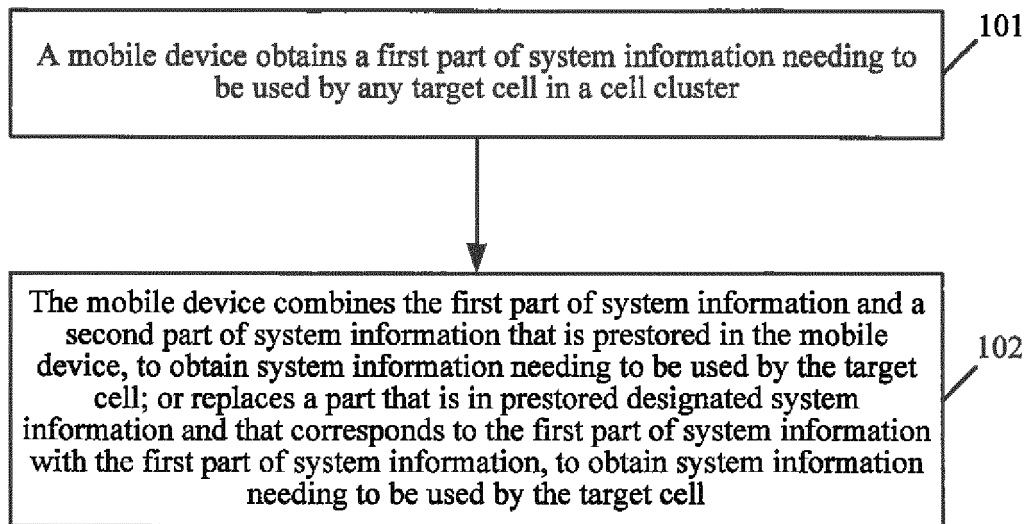 A mobile device obtains a first part of system information needing to
be used by any target cell in a cell cluster
101
The mobile device combines the first part of system information and a
second part of system information that is prestored in the mobile
device, to obtain system information needing to be used by the target
cell; or replaces a part that is in prestored designated system
information and that corresponds to the first part of system information
with the first part of system information, to obtain system information
needing to be used by the target cell
102